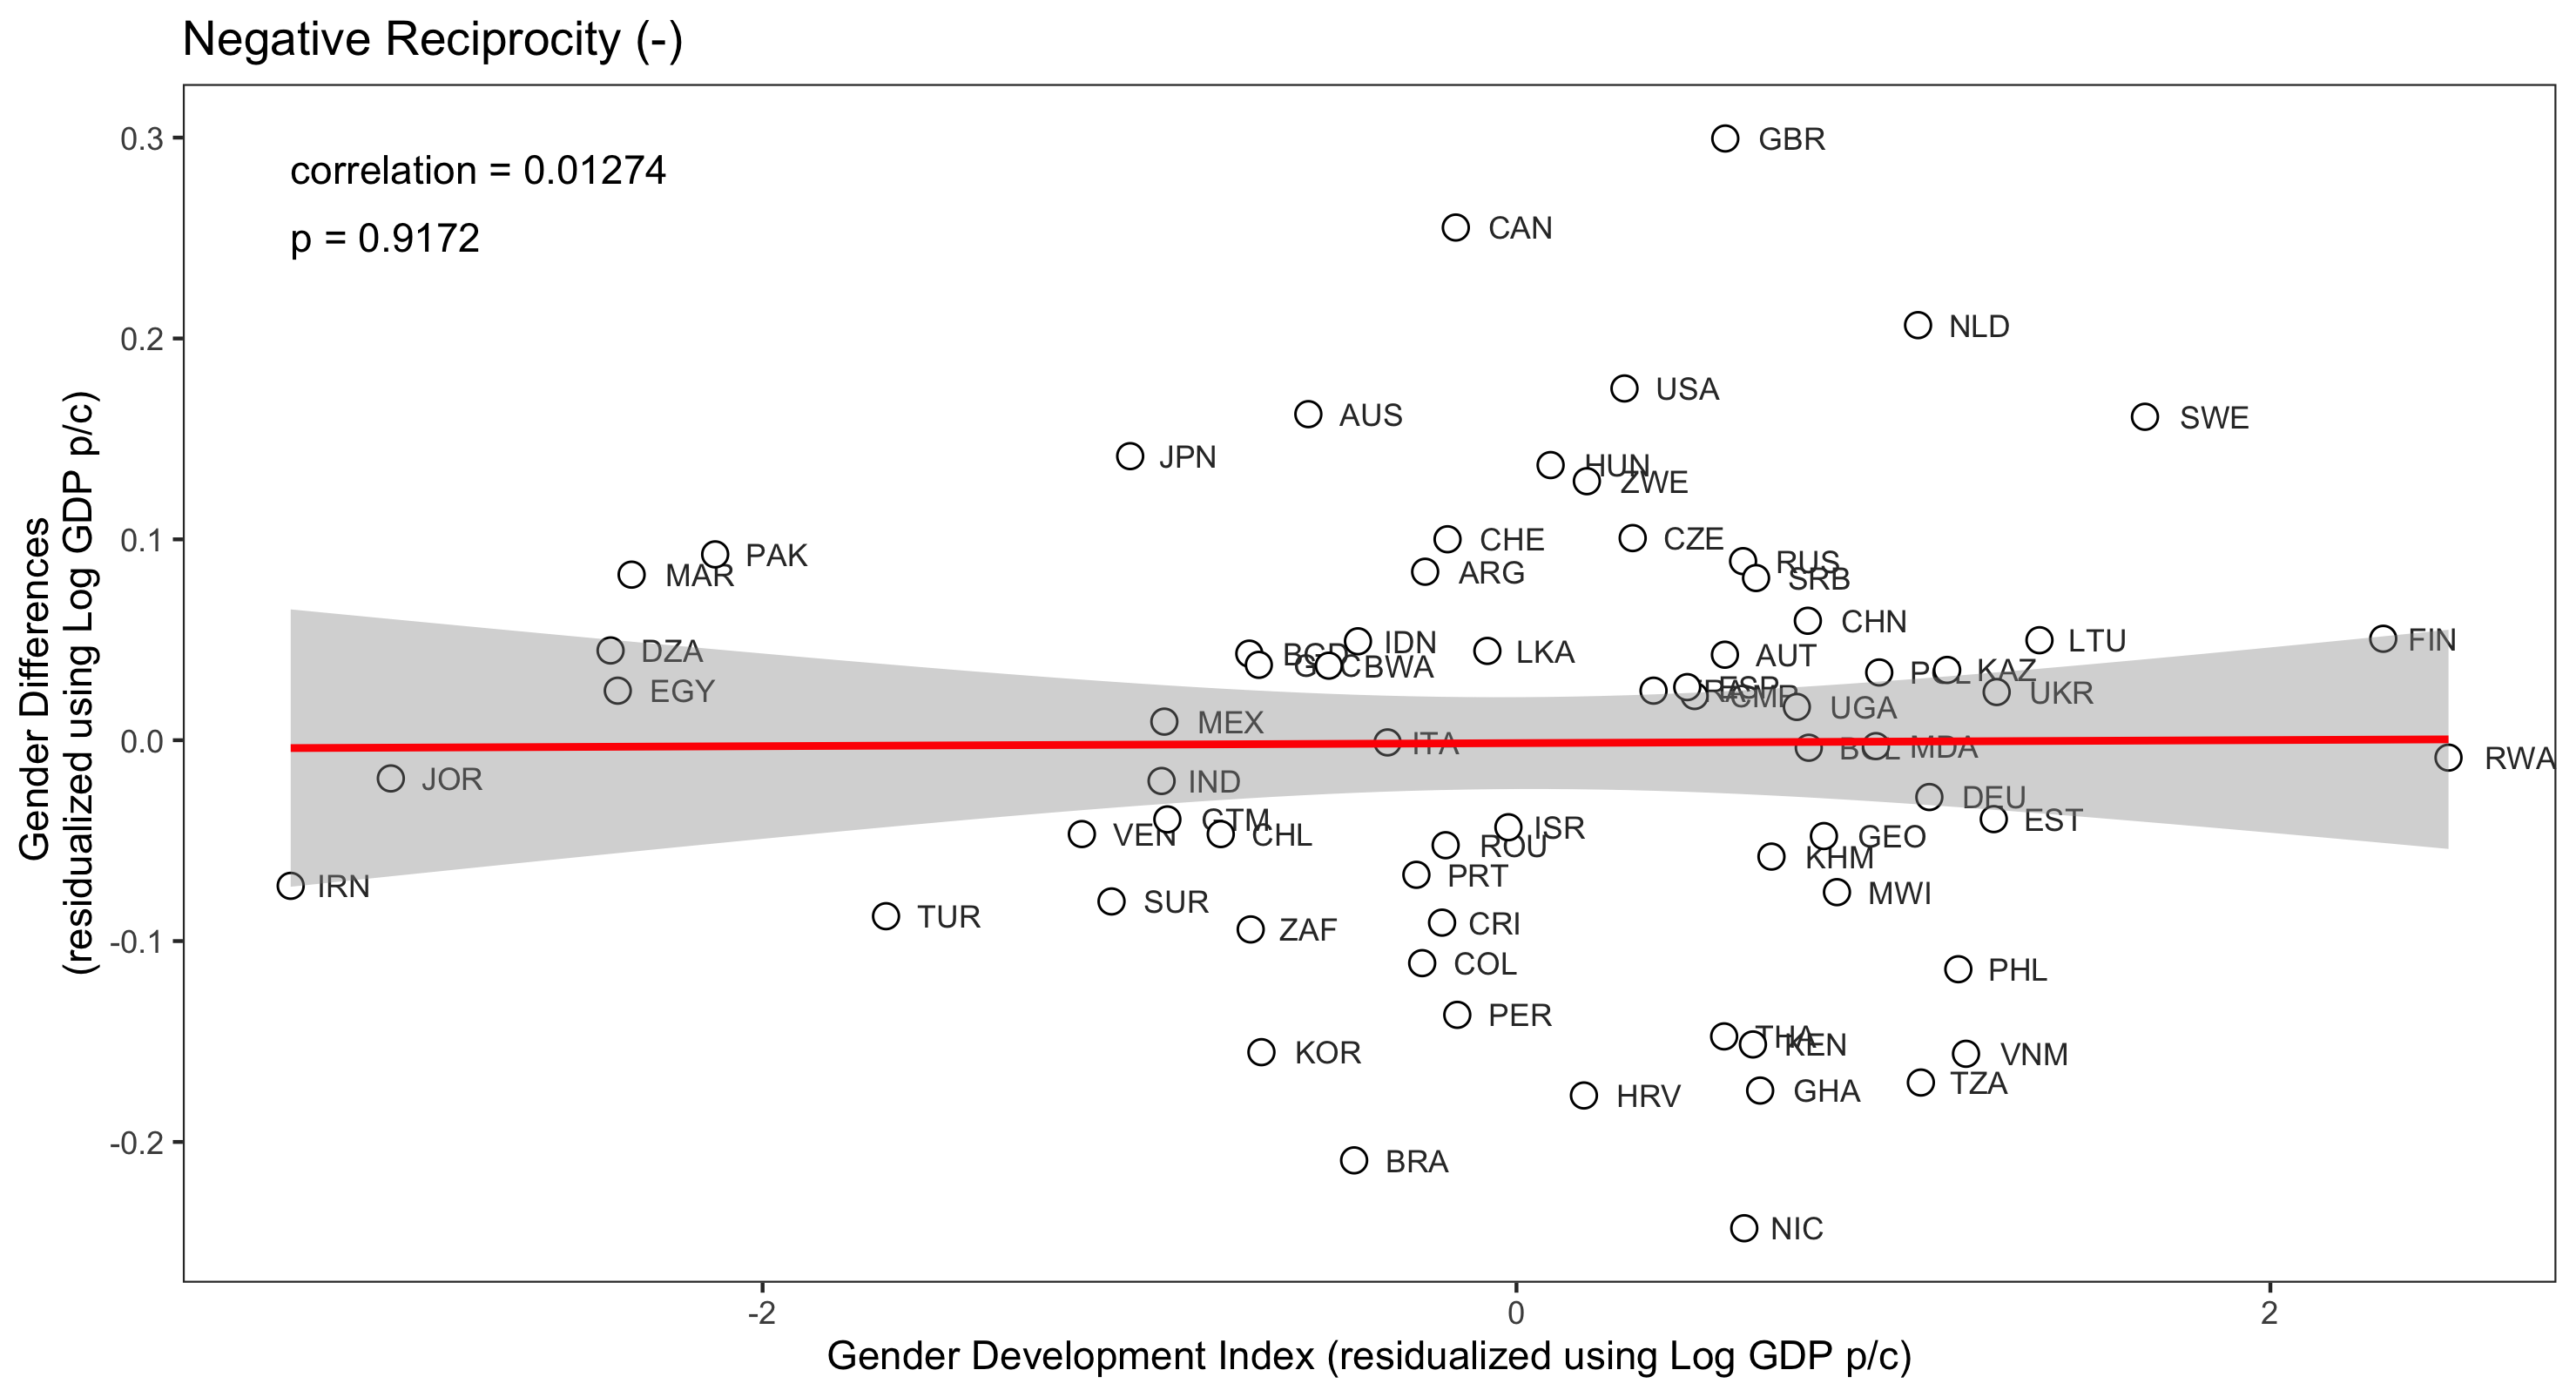 Negative Reciprocity (-)
correlation = 0.01274
p = 0.9172
Gender Differences
(residualized using Log GDP p/c)
0.3
0.2
0.1
0.0
-0.1
-0.2
GBR
CAN
NLD
USA
AUS
SWE
JPN
HUN
ZWE
CHE
CZE
PAK
MAR
ARG
RUS
SRB
CHN
DZA
BGD
IDN
LKA
AUT
LTU
FIN
BWA
KAZ
EGY
ESP
UKR
UGA
MEX
ITA
MDA
RWA
JOR
IND
DEU
GTM
EST
VEN
CHL
ISR
ROU
GEO
KHM
IRN
PRT
MWI
SUR
TUR
ZAF
CRI
COL
PHL
PER
THA
KEN
KOR
VNM
HRV
GHA
TZA
BRA
NIC
-2
0
2
Gender Development Index (residualized using Log GDP p/c)